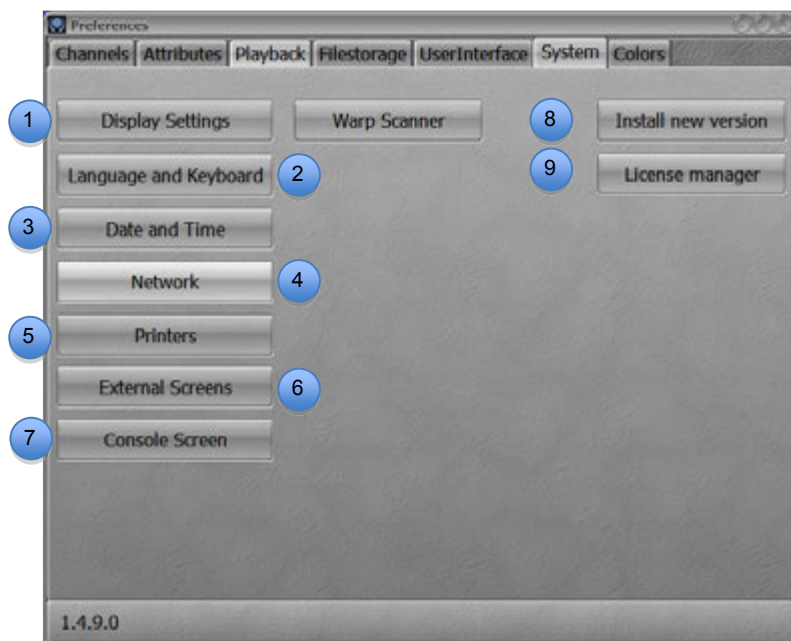 Preferences
Channels Attributes Playback Filestorage UserInterface System Colors
1 Display Settings Warp Scanner 8 Install new version
Language and Keyboard 2 9 License manager
3 Date and Time
Network 4
5 Printers
External Screens 6
7 Console Screen
1.4.9.0